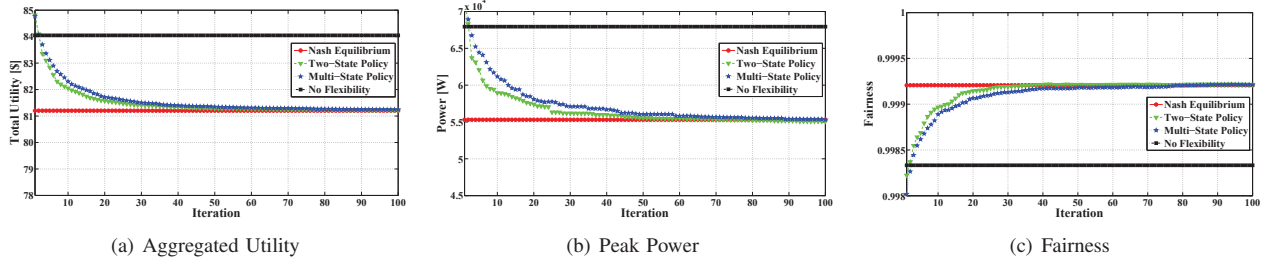 85
84
83
82
81
80
79
78
Total Utility [$]
10 20 30 40 50 60 70 80 90 100
Iteration
Nash Equilibrium
Two-State Policy
Multi-State Policy
No Flexibility
(a) Aggregated Utility
7
x 10⁴
6.5
6
5.5
5
4.5
Power [W]
10 20 30 40 50 60 70 80 90 100
Iteration
Nash Equilibrium
Two-State Policy
Multi-State Policy
No Flexibility
(b) Peak Power
1
0.9995
0.999
0.9985
0.998
Fairness
10 20 30 40 50 60 70 80 90 100
Iteration
Nash Equilibrium
Two-State Policy
Multi-State Policy
No Flexibility
(c) Fairness